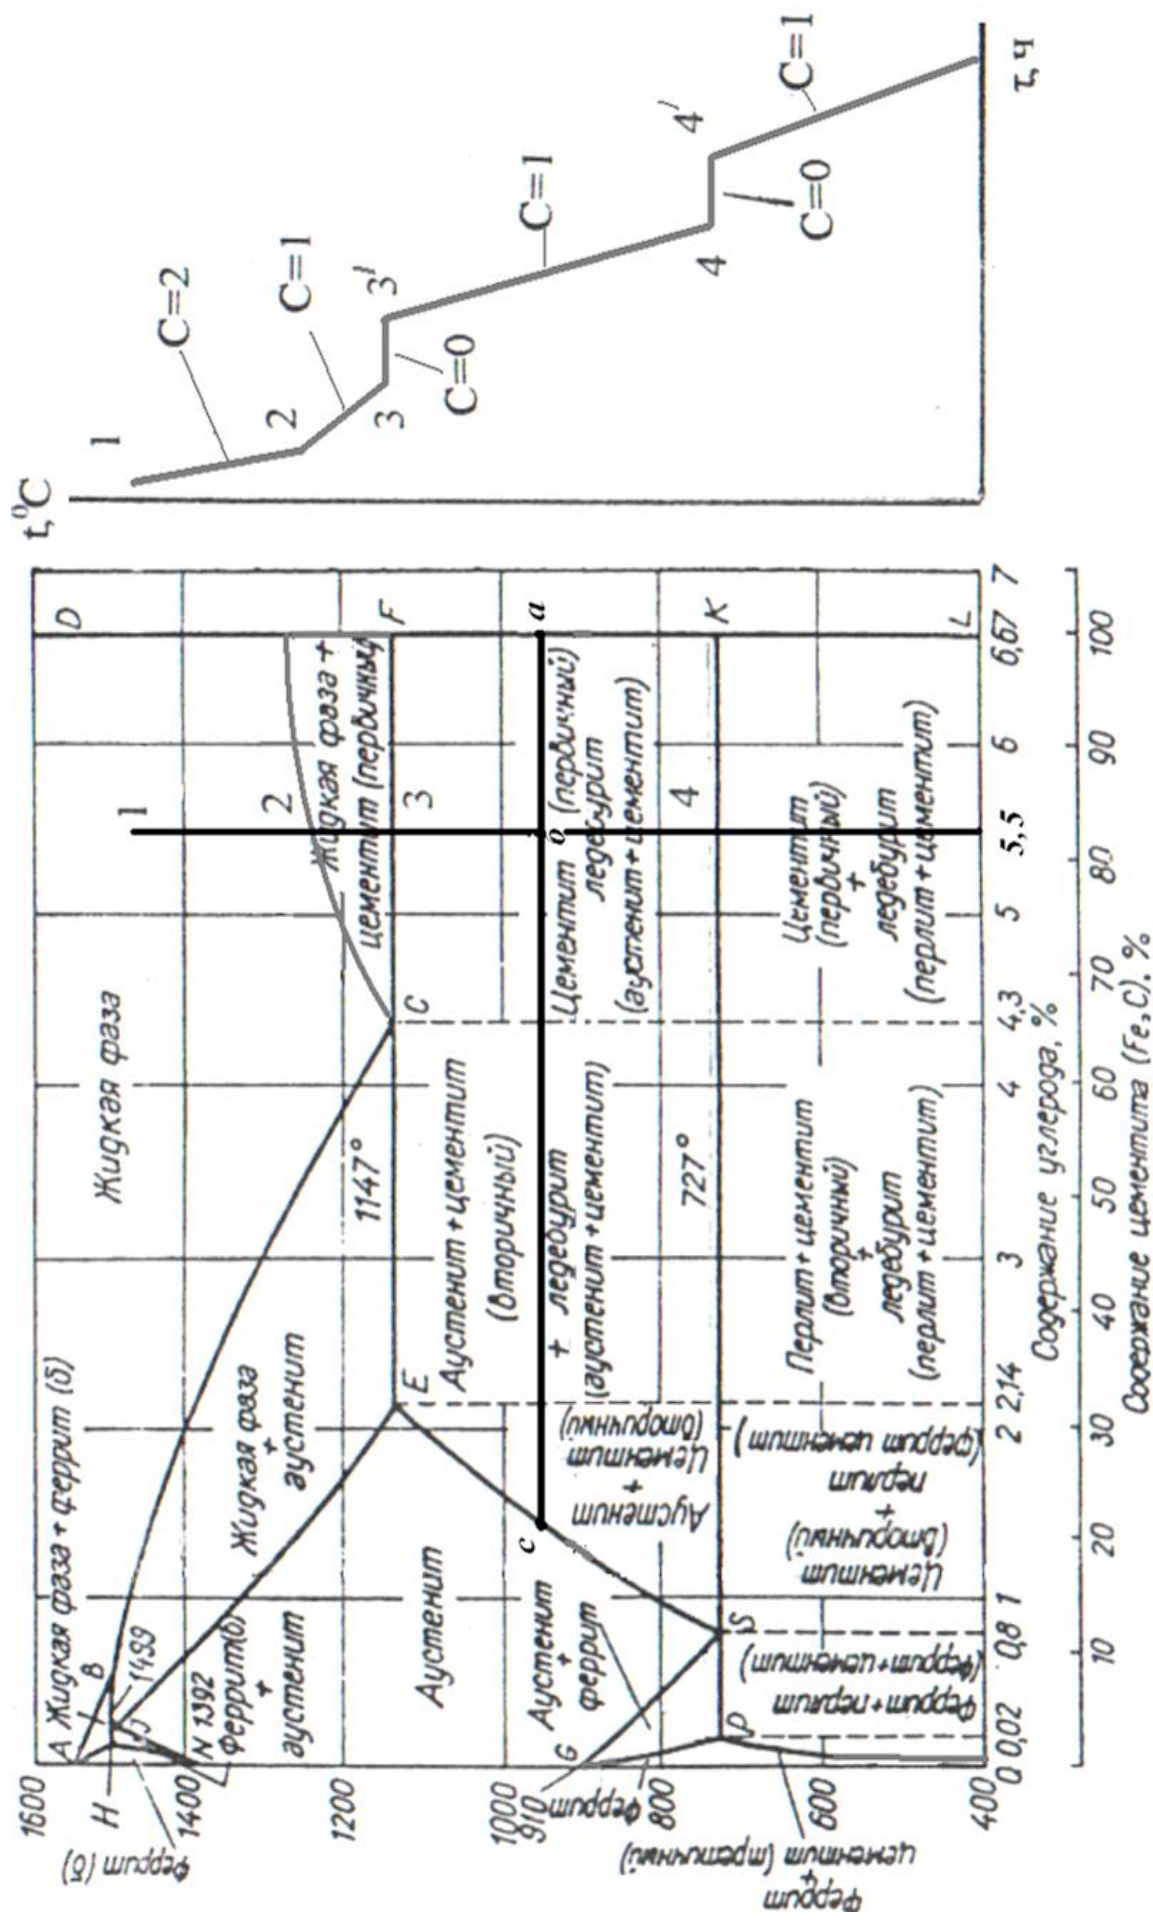 t,⁰C
1
C=2
2
C=1
3
3′
C=0
C=1
4
4′
C=0
C=1
τ,ч
1600
1400
1200
1000
910
800
600
400
A
H
B
J
1499
N 1392
Феррит (δ)
Жидкая фаза + феррит (δ)
Жидкая фаза
D
1
2
Жидкая фаза +
цементит (первичный)
Жидкая фаза
+
аустенит
Феррит(δ)
+
аустенит
1147°
E
C
F
3
Аустенит
Аустенит+цементит
(вторичный)
+ ледебурит
(аустенит+цементит)
Цементит (первичный)
ледебурит
(аустенит+цементит)
a
в
c
Аустенит
+
Цементит
(вторичный)
Аустенит
+
феррит
G
Феррит
P
S
727°
4
K
Феррит
+
цементит (третичный)
Феррит+перлит
(Феррит+цементит)
Цементит
(вторичный)
+
перлит
(феррит цементит)
Перлит+цементит
(вторичный)
+
ледебурит
(перлит+цементит)
Цементит
(первичный)
+
ледебурит
(перлит+цементит)
L
0 0,02 0,8 1 2 2,14 3 4 4,3 5 5,5 6 6,67 7
Содержание углерода, %
10 20 30 40 50 60 70 80 90 100
Соержание цементита (Fe₃C), %